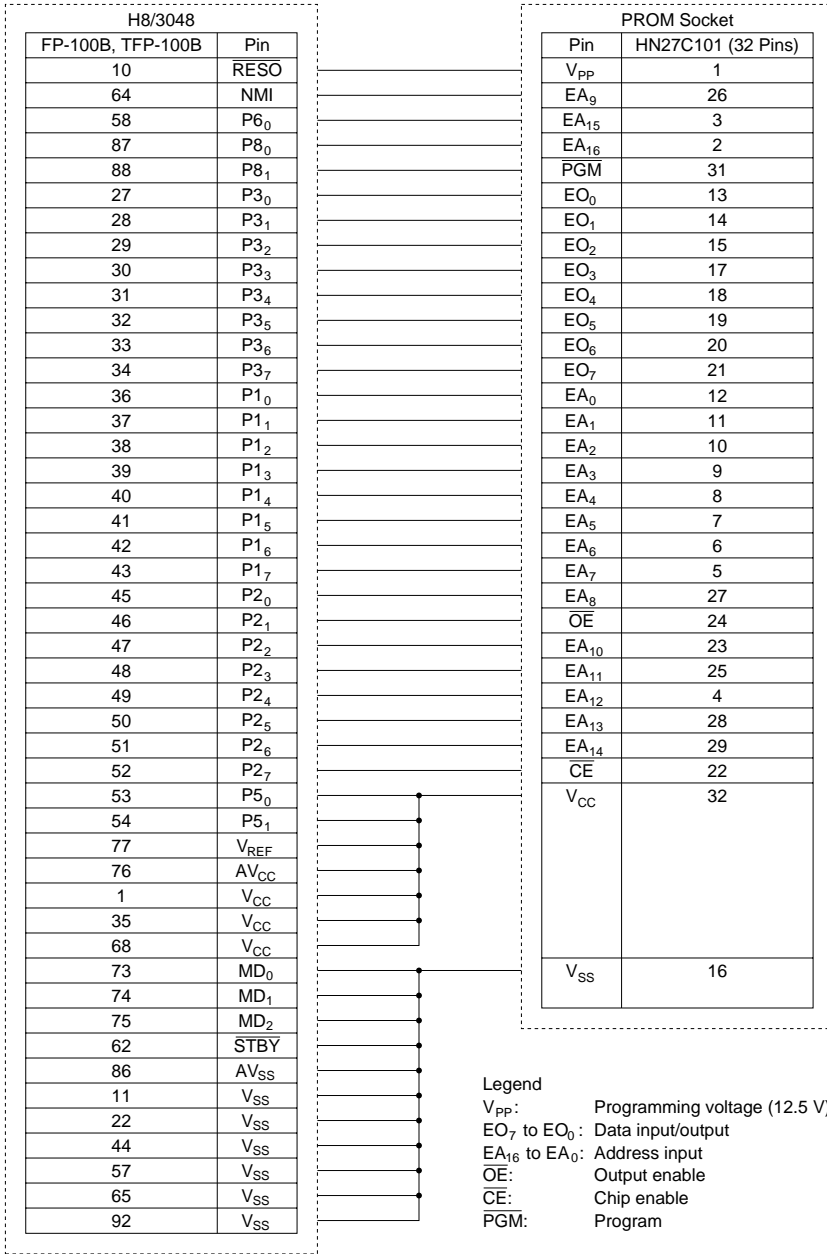 H8/3048 PROM Socket
FP-100B, TFP-100B Pin Pin HN27C101 (32 Pins)
10 R̅E̅S̅O̅ V_PP 1
64 NMI EA₉ 26
58 P6₀ EA₁₅ 3
87 P8₀ EA₁₆ 2
88 P8₁ P̅G̅M̅ 31
27 P3₀ EO₀ 13
28 P3₁ EO₁ 14
29 P3₂ EO₂ 15
30 P3₃ EO₃ 17
31 P3₄ EO₄ 18
32 P3₅ EO₅ 19
33 P3₆ EO₆ 20
34 P3₇ EO₇ 21
36 P1₀ EA₀ 12
37 P1₁ EA₁ 11
38 P1₂ EA₂ 10
39 P1₃ EA₃ 9
40 P1₄ EA₄ 8
41 P1₅ EA₅ 7
42 P1₆ EA₆ 6
43 P1₇ EA₇ 5
45 P2₀ EA₈ 27
46 P2₁ O̅E̅ 24
47 P2₂ EA₁₀ 23
48 P2₃ EA₁₁ 25
49 P2₄ EA₁₂ 4
50 P2₅ EA₁₃ 28
51 P2₆ EA₁₄ 29
52 P2₇ C̅E̅ 22
53 P5₀ V_CC 32
54 P5₁
77 V_REF
76 AV_CC
1 V_CC
35 V_CC
68 V_CC
73 MD₀ V_SS 16
74 MD₁
75 MD₂
62 S̅T̅B̅Y̅
86 AV_SS
11 V_SS
22 V_SS
44 V_SS
57 V_SS
65 V_SS
92 V_SS
Legend
V_PP: Programming voltage (12.5 V)
EO₇ to EO₀: Data input/output
EA₁₆ to EA₀: Address input
O̅E̅: Output enable
C̅E̅: Chip enable
P̅G̅M̅: Program